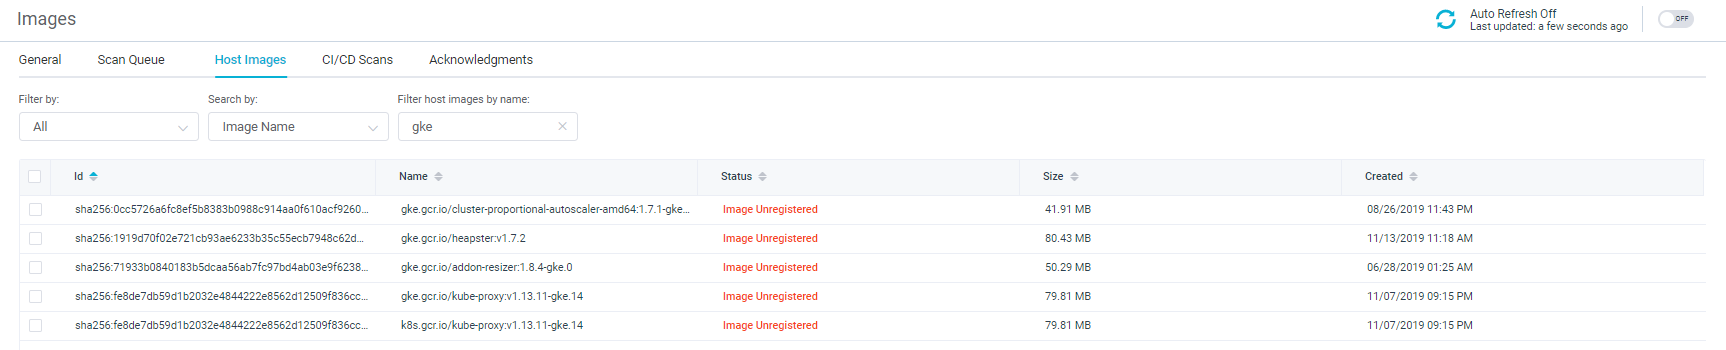 Images
Auto Refresh Off
Last updated: a few seconds ago
OFF
General Scan Queue Host Images CI/CD Scans Acknowledgments
Filter by: Search by: Filter host images by name:
All Image Name gke
Id Name Status Size Created
sha256:0cc5726a6fc8ef5b8383b0988c914aa0f610acf9260... gke.gcr.io/cluster-proportional-autoscaler-amd64:1.7.1-gke... Image Unregistered 41.91 MB 08/26/2019 11:43 PM
sha256:1919d70f02e721cb93ae6233b35c55ecb7948c62d... gke.gcr.io/heapster:v1.7.2 Image Unregistered 80.43 MB 11/13/2019 11:18 AM
sha256:71933b0840183b5dcaa56ab7fc97bd4ab03e9f6238... gke.gcr.io/addon-resizer:1.8.4-gke.0 Image Unregistered 50.29 MB 06/28/2019 01:25 AM
sha256:fe8de7db59d1b2032e4844222e8562d12509f836cc... gke.gcr.io/kube-proxy:v1.13.11-gke.14 Image Unregistered 79.81 MB 11/07/2019 09:15 PM
sha256:fe8de7db59d1b2032e4844222e8562d12509f836cc... k8s.gcr.io/kube-proxy:v1.13.11-gke.14 Image Unregistered 79.81 MB 11/07/2019 09:15 PM